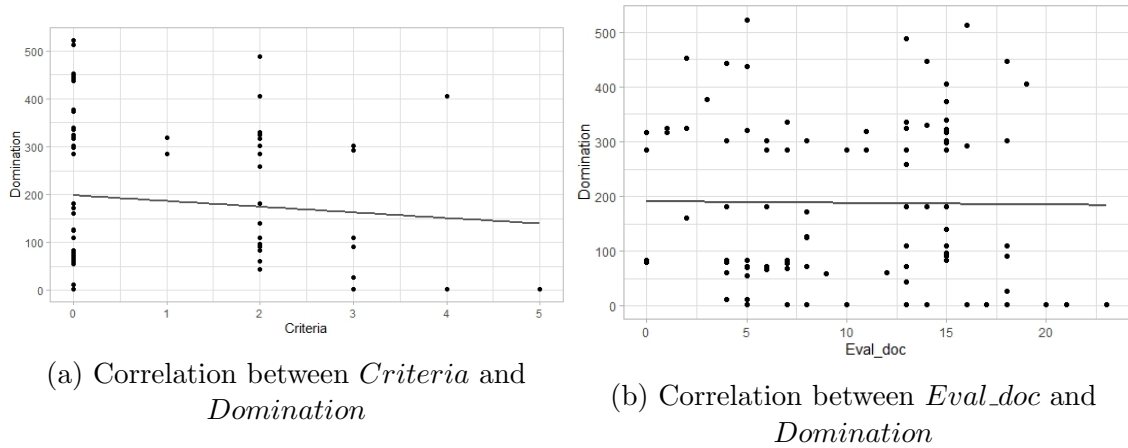 500
400
300
200
100
0
Domination
0
1
2
3
4
5
Criteria
(a) Correlation between Criteria and
Domination
500
400
300
200
100
0
Domination
0
5
10
15
20
Eval_doc
(b) Correlation between Eval_doc and
Domination